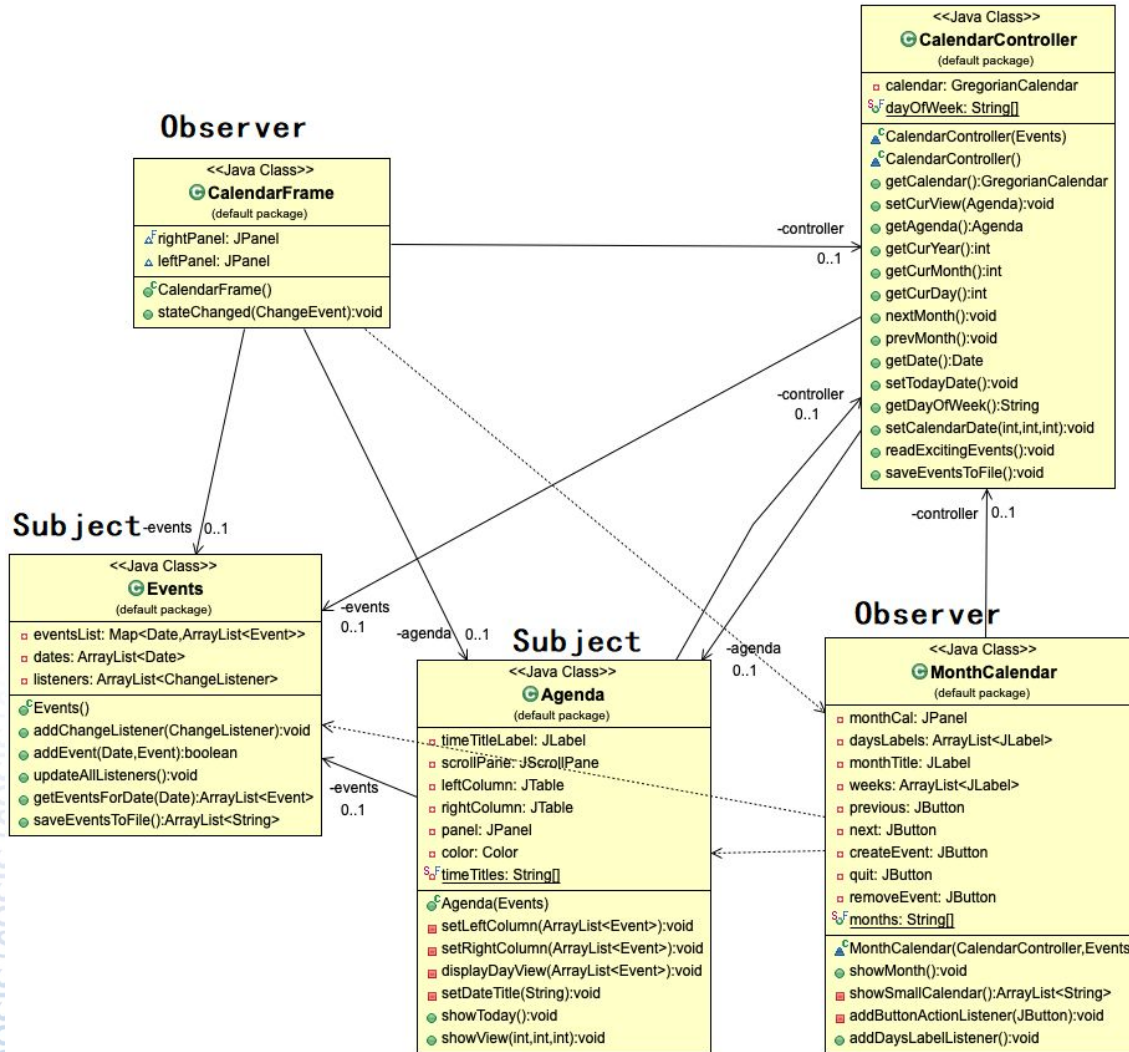 Observer
<<Java Class>>
CalendarFrame
(default package)
rightPanel: JPanel
leftPanel: JPanel
CalendarFrame()
stateChanged(ChangeEvent):void
<<Java Class>>
CalendarController
(default package)
calendar: GregorianCalendar
dayOfWeek: String[]
CalendarController(Events)
CalendarController()
getCalendar():GregorianCalendar
setCurView(Agenda):void
getAgenda():Agenda
getCurYear():int
getCurMonth():int
getCurDay():int
nextMonth():void
prevMonth():void
getDate():Date
setTodayDate():void
getDayOfWeek():String
setCalendarDate(int,int,int):void
readExcitingEvents():void
saveEventsToFile():void
-controller
0..1
-controller
0..1
-controller 0..1
Subject
-events 0..1
<<Java Class>>
Events
(default package)
eventsList: Map<Date,ArrayList<Event>>
dates: ArrayList<Date>
listeners: ArrayList<ChangeListener>
Events()
addChangeListener(ChangeListener):void
addEvent(Date,Event):boolean
updateAllListeners():void
getEventsForDate(Date):ArrayList<Event>
saveEventsToFile():ArrayList<String>
-events
0..1
-agenda 0..1
-events
0..1
Subject
-agenda
0..1
<<Java Class>>
Agenda
(default package)
timeTitleLabel: JLabel
scrollPane: JScrollPane
leftColumn: JTable
rightColumn: JTable
panel: JPanel
color: Color
timeTitles: String[]
Agenda(Events)
setLeftColumn(ArrayList<Event>):void
setRightColumn(ArrayList<Event>):void
displayDayView(ArrayList<Event>):void
setDateTitle(String):void
showToday():void
showView(int,int,int):void
Observer
<<Java Class>>
MonthCalendar
(default package)
monthCal: JPanel
daysLabels: ArrayList<JLabel>
monthTitle: JLabel
weeks: ArrayList<JLabel>
previous: JButton
next: JButton
createEvent: JButton
quit: JButton
removeEvent: JButton
months: String[]
MonthCalendar(CalendarController,Events
showMonth():void
showSmallCalendar():ArrayList<String>
addButtonActionListener(JButton):void
addDaysLabelListener():void